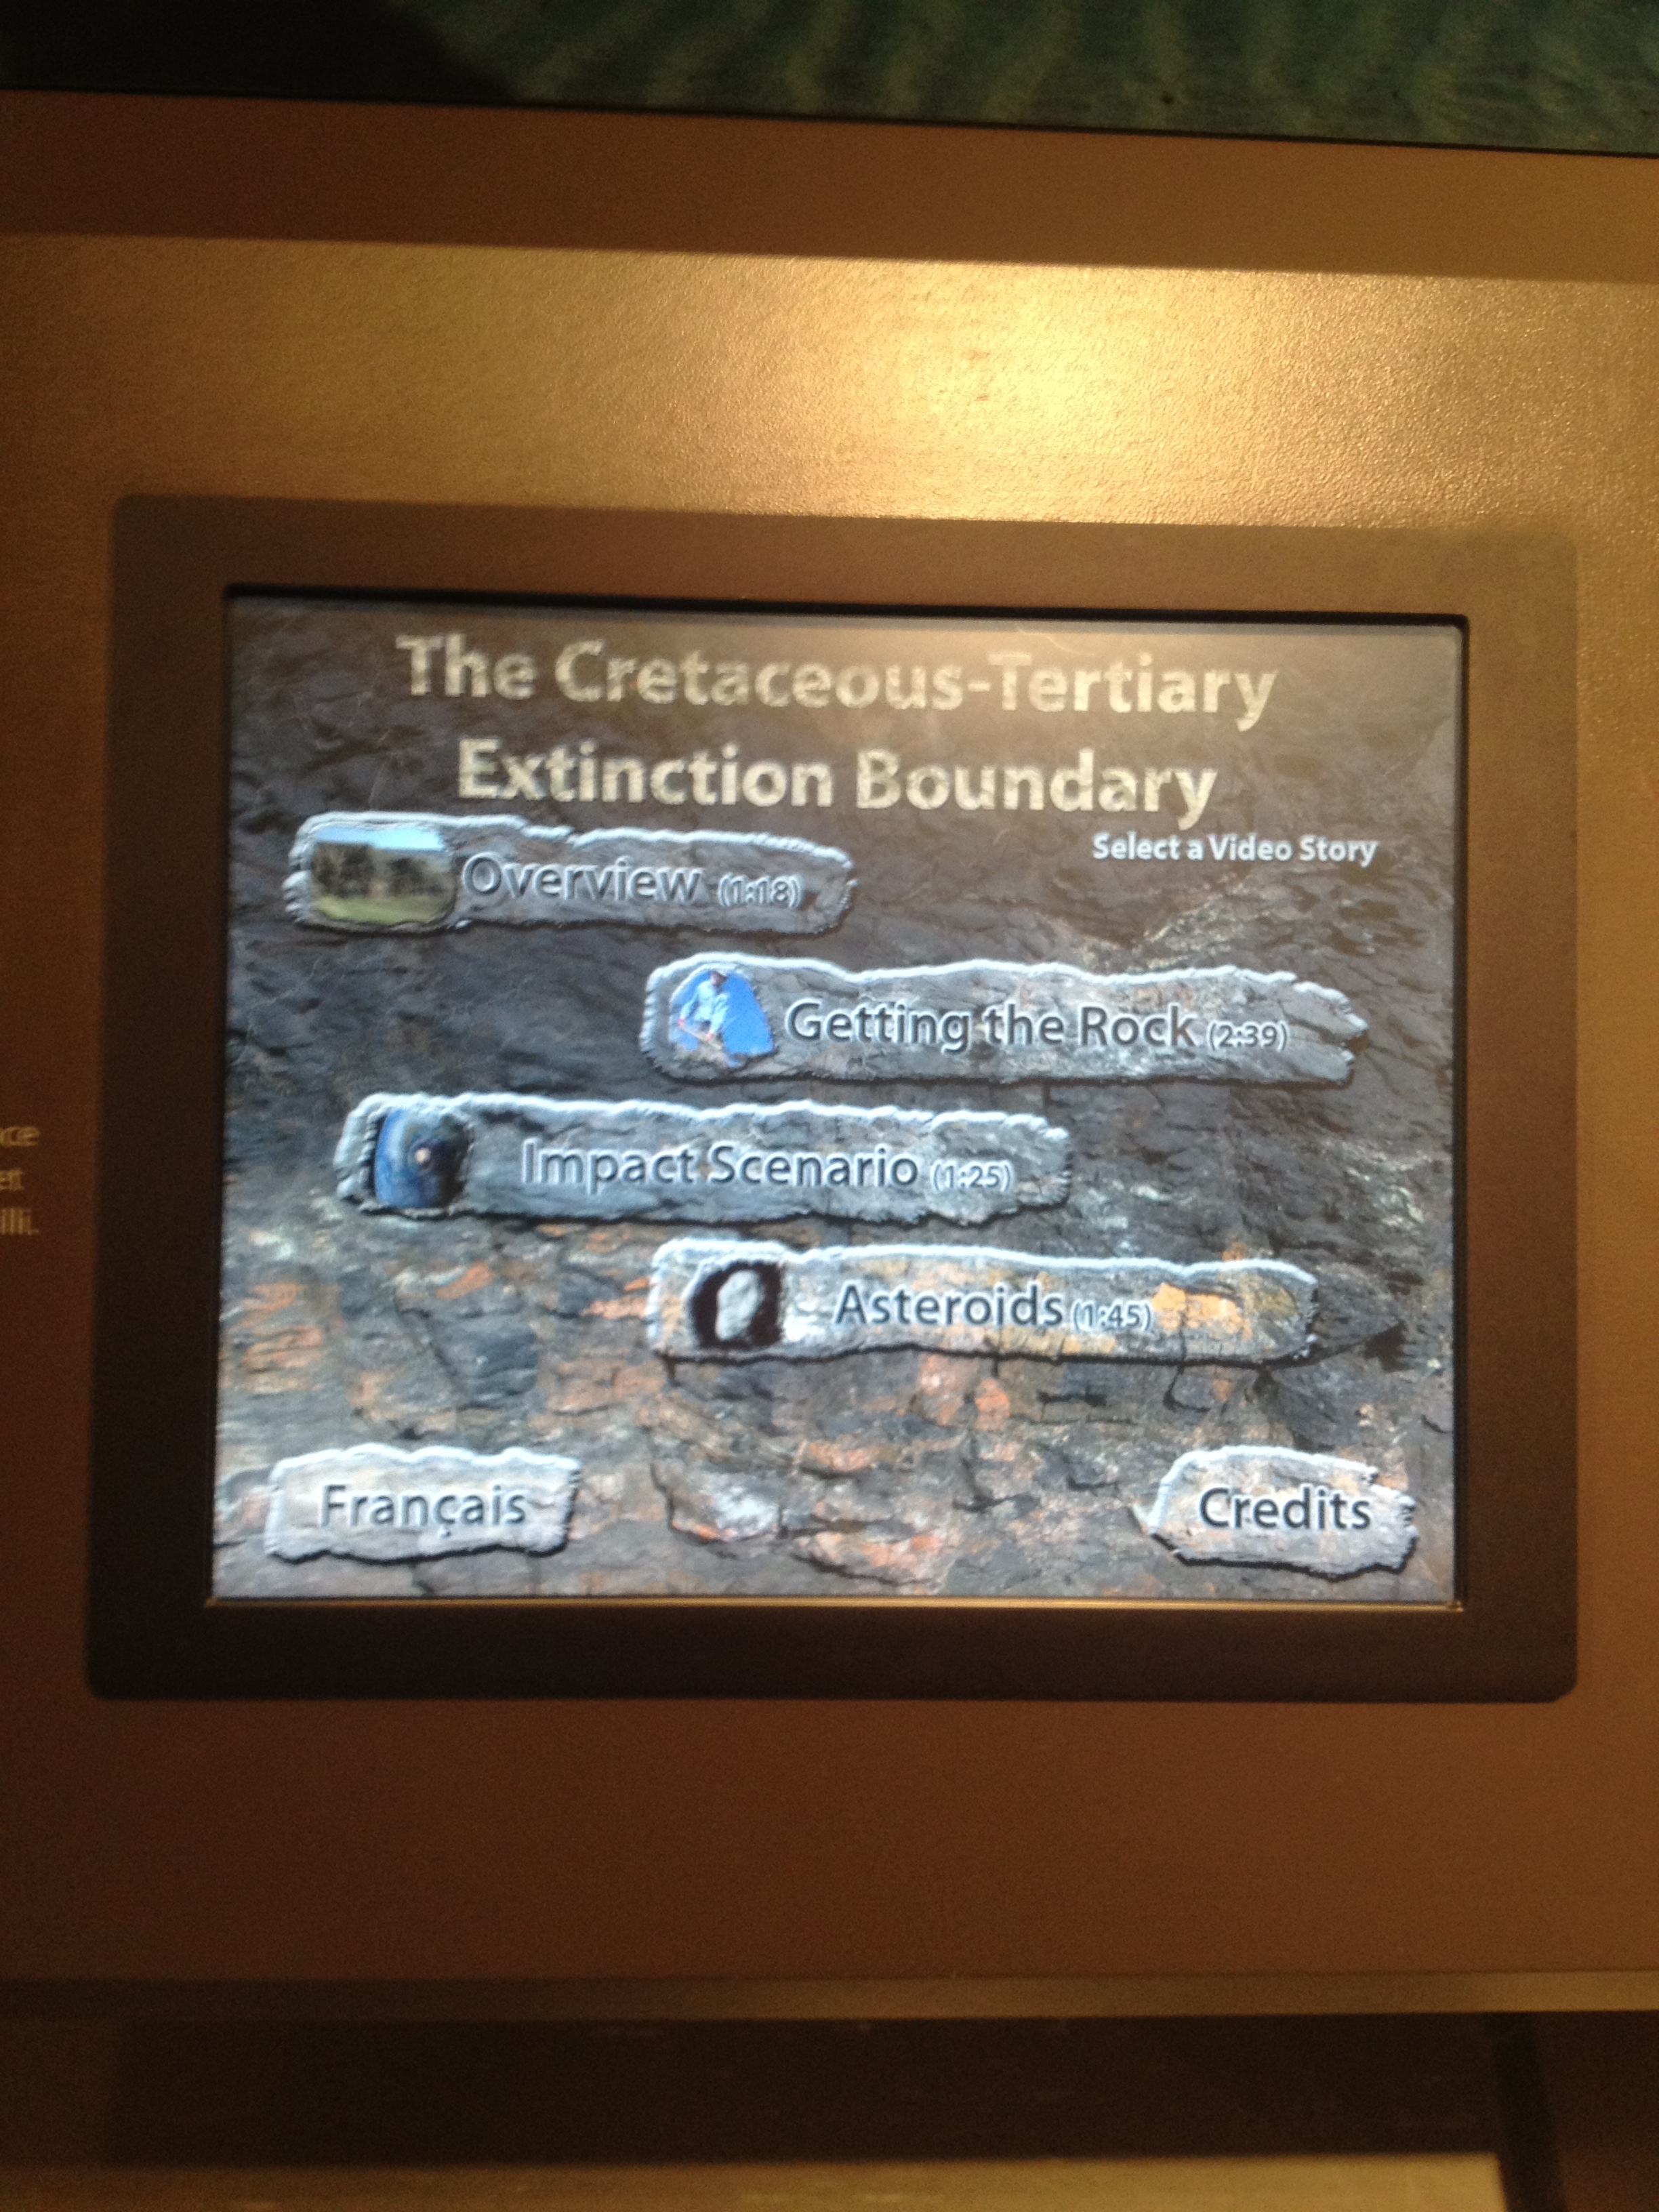 The Cretaceous-Tertiary
Extinction Boundary
Select a Video Story
Overview (1:18)
Getting the Rock (2:39)
Impact Scenario (1:25)
Asteroids (1:45)
Français
Credits